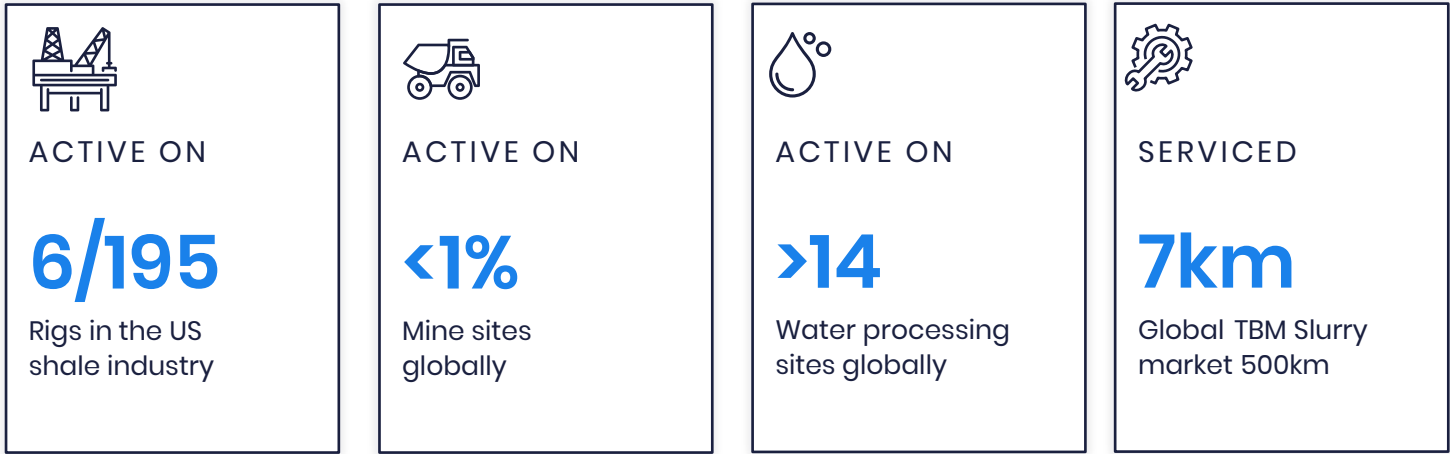 ACTIVE ON
6/195
Rigs in the US
shale industry
ACTIVE ON
<1%
Mine sites
globally
ACTIVE ON
>14
Water processing
sites globally
SERVICED
7km
Global TBM Slurry
market 500km